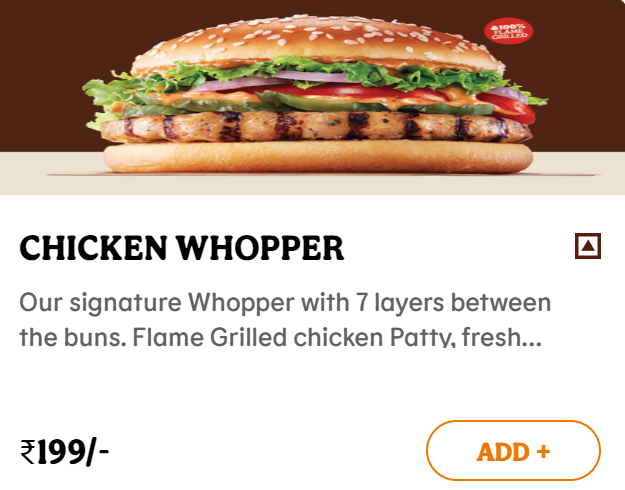 100%
FLAME
GRILLED
CHICKEN WHOPPER
Our signature Whopper with 7 layers between
the buns. Flame Grilled chicken Patty, fresh...
₹199/-
ADD +